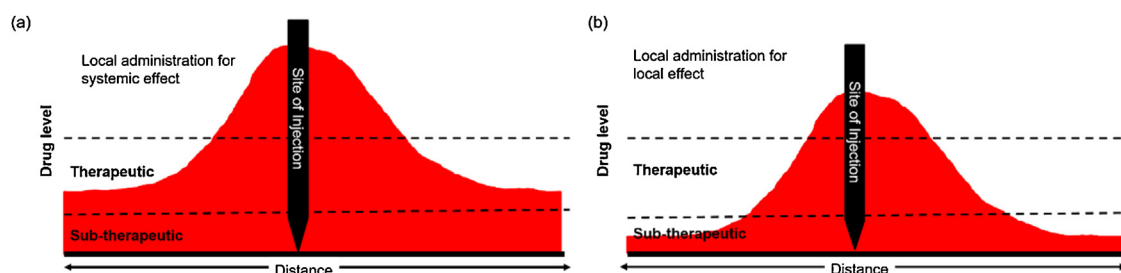 (a)
Local administration for
systemic effect
Site of Injection
Drug level
Therapeutic
Sub-therapeutic
Distance
(b)
Local administration for
local effect
Site of Injection
Drug level
Therapeutic
Sub-therapeutic
Distance